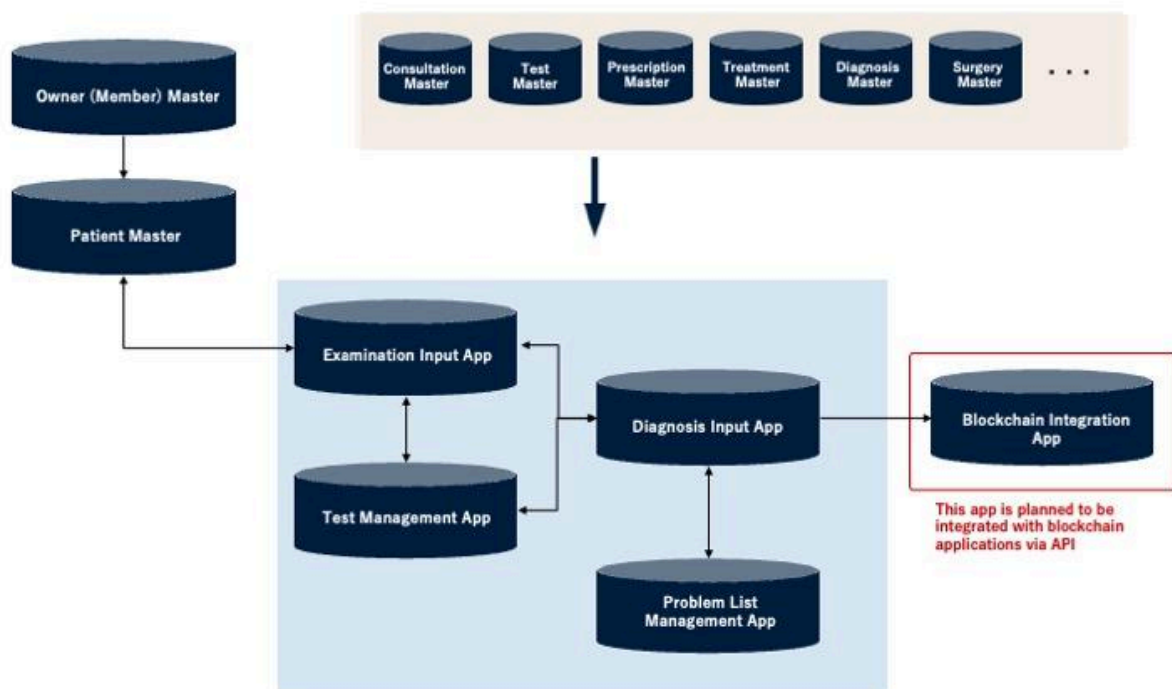 Owner (Member) Master
Consultation
Master
Test
Master
Prescription
Master
Treatment
Master
Diagnosis
Master
Surgery
Master
...
Patient Master
Examination Input App
Diagnosis Input App
Blockchain Integration
App
Test Management App
This app is planned to be
integrated with blockchain
applications via API
Problem List
Management App